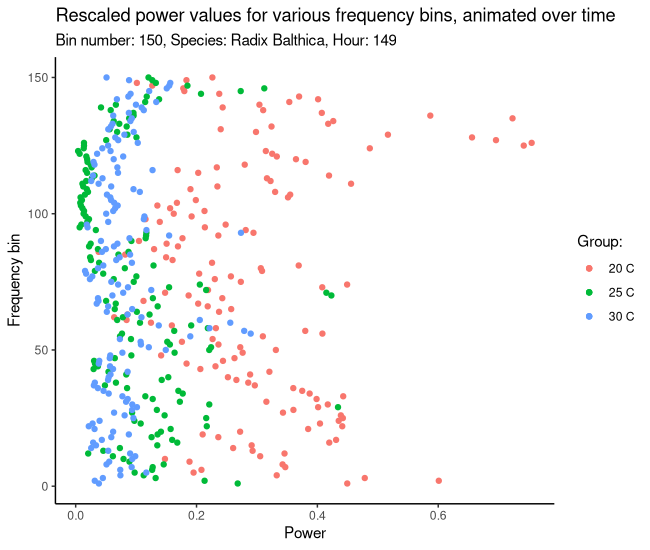 Rescaled power values for various frequency bins, animated over time
Bin number: 150, Species: Radix Balthica, Hour: 149
150
100
50
0
Frequency bin
0.0 0.2 0.4 0.6
Power
Group:
20 C
25 C
30 C